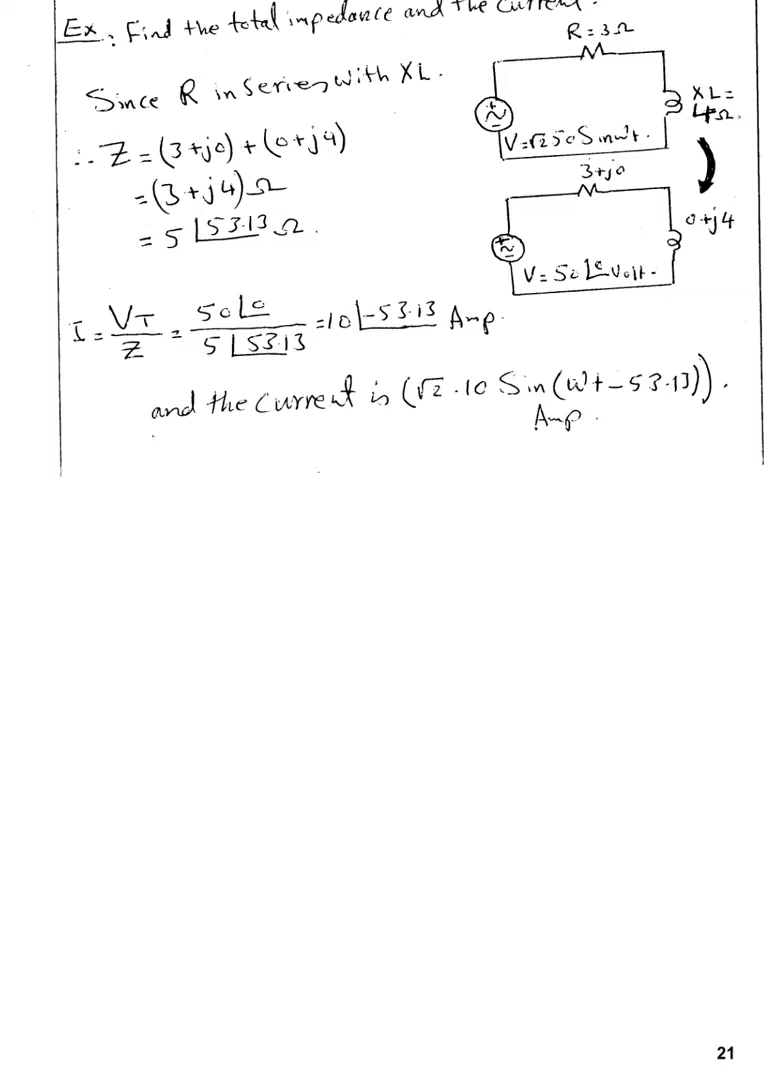 Ex: Find the total impedance and the current.
R = 3Ω
Since R in Series with XL.
XL = 4Ω.
V = √2 50 Sin wt.
∴ Z = (3+j0) + (0+j4)
= (3+j4) Ω
= 5 ∠53.13 Ω.
3+j0
0+j4
V = 50∠0 Volt.
I = VT / Z = 50∠0 / 5∠53.13 = 10∠-53.13 Amp.
and the current is (√2 . 10 Sin (wt - 53.13)).
Amp.
21